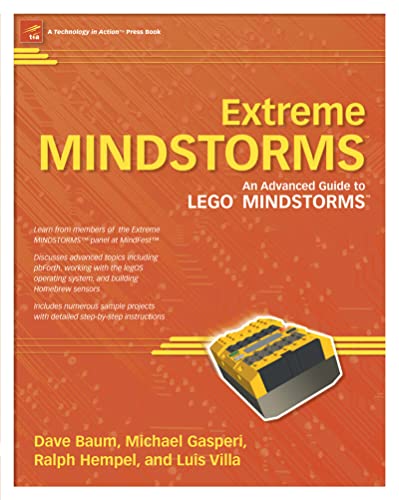 A Technology in Action™ Press Book
tia
Extreme
MINDSTORMS™
An Advanced Guide to
LEGO® MINDSTORMS™
Learn from members of the Extreme
MINDSTORMS™ panel at MindFest™
Discusses advanced topics including
pbForth, working with the legOS
operating system, and building
Homebrew sensors
Includes numerous sample projects
with detailed step-by-step instructions
Dave Baum, Michael Gasperi,
Ralph Hempel, and Luis Villa